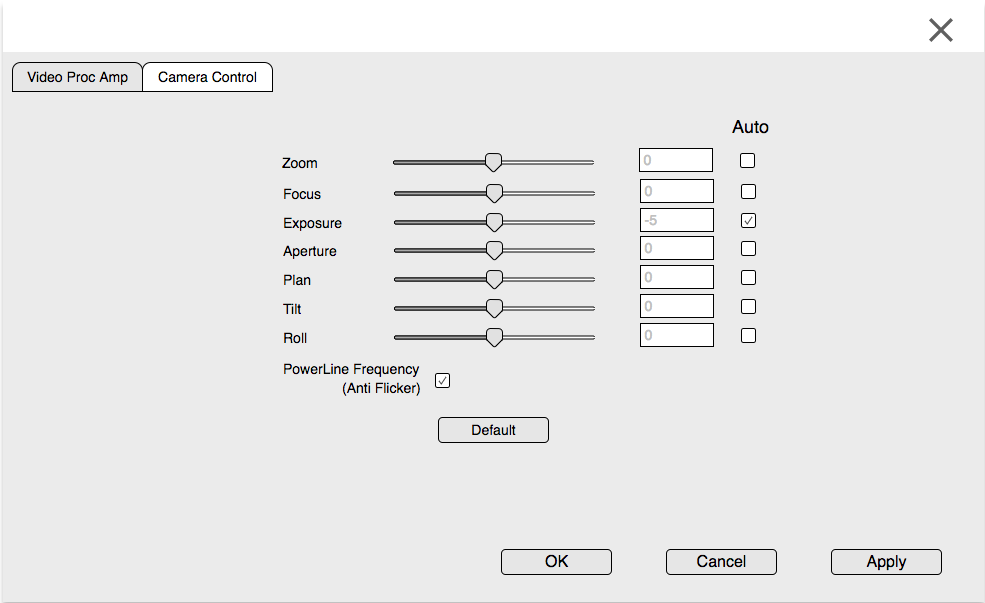 Video Proc Amp Camera Control
Auto
Zoom 0
Focus 0
Exposure -5
Aperture 0
Plan 0
Tilt 0
Roll 0
PowerLine Frequency
(Anti Flicker)
Default
OK Cancel Apply